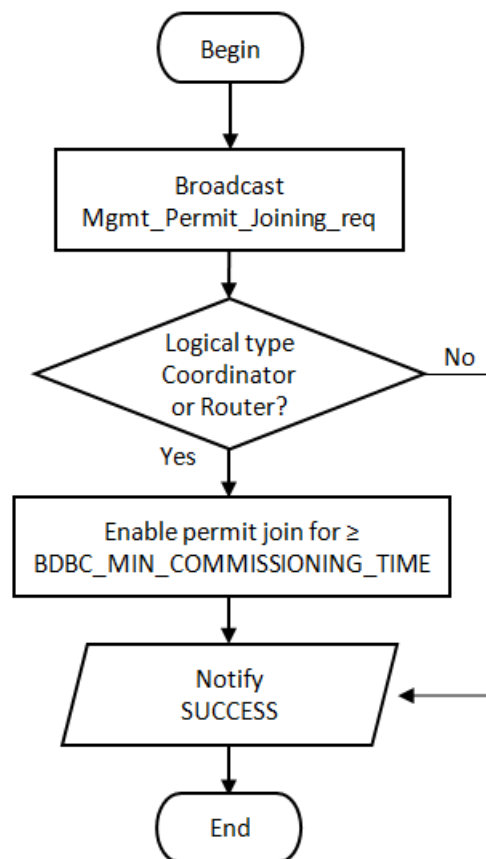 Begin
Broadcast
Mgmt_Permit_Joining_req
Logical type
Coordinator
or Router?
No
Yes
Enable permit join for ≥
BDBC_MIN_COMMISSIONING_TIME
Notify
SUCCESS
End